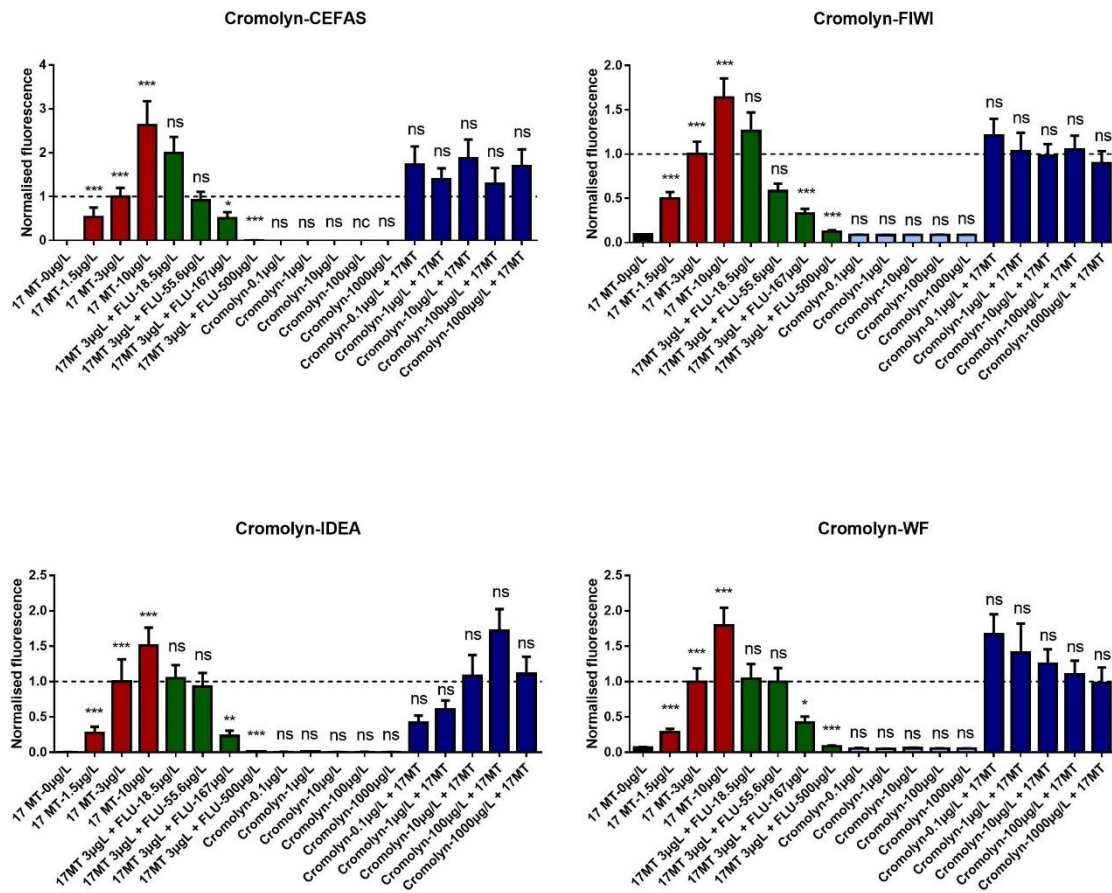 Cromolyn-CEFAS
Normalised fluorescence
4
3
2
1
0
***
***
***
ns
ns
*
***
ns
ns
ns
nc
ns
ns
ns
ns
ns
ns
17 MT-0µg/L
17 MT-1.5µg/L
17 MT-3µg/L
17 MT-10µg/L
17MT 3µgL + FLU-18.5µg/L
17MT 3µgL + FLU-55.6µg/L
17MT 3µg/L + FLU-167µg/L
17MT 3µg/L + FLU-500µg/L
Cromolyn-0.1µg/L
Cromolyn-1µg/L
Cromolyn-10µg/L
Cromolyn-100µg/L
Cromolyn-1000µg/L
Cromolyn-0.1µg/L + 17MT
Cromolyn-1µg/L + 17MT
Cromolyn-10µg/L + 17MT
Cromolyn-100µg/L + 17MT
Cromolyn-1000µg/L + 17MT
Cromolyn-FIWI
Normalised fluorescence
2.0
1.5
1.0
0.5
0.0
***
***
***
ns
ns
***
***
ns
ns
ns
ns
ns
ns
ns
ns
ns
ns
17 MT-0µg/L
17 MT-1.5µg/L
17 MT-3µg/L
17 MT-10µg/L
17MT 3µgL + FLU-18.5µg/L
17MT 3µgL + FLU-55.6µg/L
17MT 3µg/L + FLU-167µg/L
17MT 3µg/L + FLU-500µg/L
Cromolyn-0.1µg/L
Cromolyn-1µg/L
Cromolyn-10µg/L
Cromolyn-100µg/L
Cromolyn-1000µg/L
Cromolyn-0.1µg/L + 17MT
Cromolyn-1µg/L + 17MT
Cromolyn-10µg/L + 17MT
Cromolyn-100µg/L + 17MT
Cromolyn-1000µg/L + 17MT
Cromolyn-IDEA
Normalised fluorescence
2.5
2.0
1.5
1.0
0.5
0.0
***
***
***
ns
ns
**
***
ns
ns
ns
ns
ns
ns
ns
ns
ns
ns
17 MT-0µg/L
17 MT-1.5µg/L
17 MT-3µg/L
17 MT-10µg/L
17MT 3µgL + FLU-18.5µg/L
17MT 3µgL + FLU-55.6µg/L
17MT 3µg/L + FLU-167µg/L
17MT 3µg/L + FLU-500µg/L
Cromolyn-0.1µg/L
Cromolyn-1µg/L
Cromolyn-10µg/L
Cromolyn-100µg/L
Cromolyn-1000µg/L
Cromolyn-0.1µg/L + 17MT
Cromolyn-1µg/L + 17MT
Cromolyn-10µg/L + 17MT
Cromolyn-100µg/L + 17MT
Cromolyn-1000µg/L + 17MT
Cromolyn-WF
Normalised fluorescence
2.5
2.0
1.5
1.0
0.5
0.0
***
***
***
ns
ns
*
***
ns
ns
ns
ns
ns
ns
ns
ns
ns
ns
17 MT-0µg/L
17 MT-1.5µg/L
17 MT-3µg/L
17 MT-10µg/L
17MT 3µgL + FLU-18.5µg/L
17MT 3µgL + FLU-55.6µg/L
17MT 3µg/L + FLU-167µg/L
17MT 3µg/L + FLU-500µg/L
Cromolyn-0.1µg/L
Cromolyn-1µg/L
Cromolyn-10µg/L
Cromolyn-100µg/L
Cromolyn-1000µg/L
Cromolyn-0.1µg/L + 17MT
Cromolyn-1µg/L + 17MT
Cromolyn-10µg/L + 17MT
Cromolyn-100µg/L + 17MT
Cromolyn-1000µg/L + 17MT